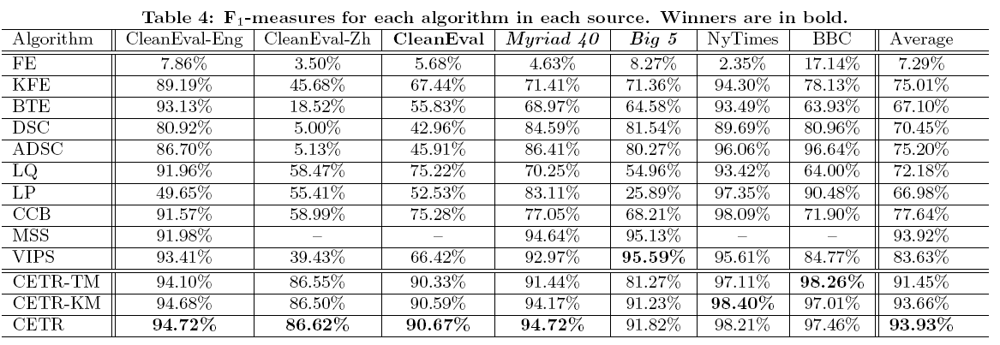 Table 4: F₁-measures for each algorithm in each source. Winners are in bold.
Algorithm CleanEval-Eng CleanEval-Zh CleanEval Myriad 40 Big 5 NyTimes BBC Average
FE 7.86% 3.50% 5.68% 4.63% 8.27% 2.35% 17.14% 7.29%
KFE 89.19% 45.68% 67.44% 71.41% 71.36% 94.30% 78.13% 75.01%
BTE 93.13% 18.52% 55.83% 68.97% 64.58% 93.49% 63.93% 67.10%
DSC 80.92% 5.00% 42.96% 84.59% 81.54% 89.69% 80.96% 70.45%
ADSC 86.70% 5.13% 45.91% 86.41% 80.27% 96.06% 96.64% 75.20%
LQ 91.96% 58.47% 75.22% 70.25% 54.96% 93.42% 64.00% 72.18%
LP 49.65% 55.41% 52.53% 83.11% 25.89% 97.35% 90.48% 66.98%
CCB 91.57% 58.99% 75.28% 77.05% 68.21% 98.09% 71.90% 77.64%
MSS 91.98% – – 94.64% 95.13% – – 93.92%
VIPS 93.41% 39.43% 66.42% 92.97% 95.59% 95.61% 84.77% 83.63%
CETR-TM 94.10% 86.55% 90.33% 91.44% 81.27% 97.11% 98.26% 91.45%
CETR-KM 94.68% 86.50% 90.59% 94.17% 91.23% 98.40% 97.01% 93.66%
CETR 94.72% 86.62% 90.67% 94.72% 91.82% 98.21% 97.46% 93.93%